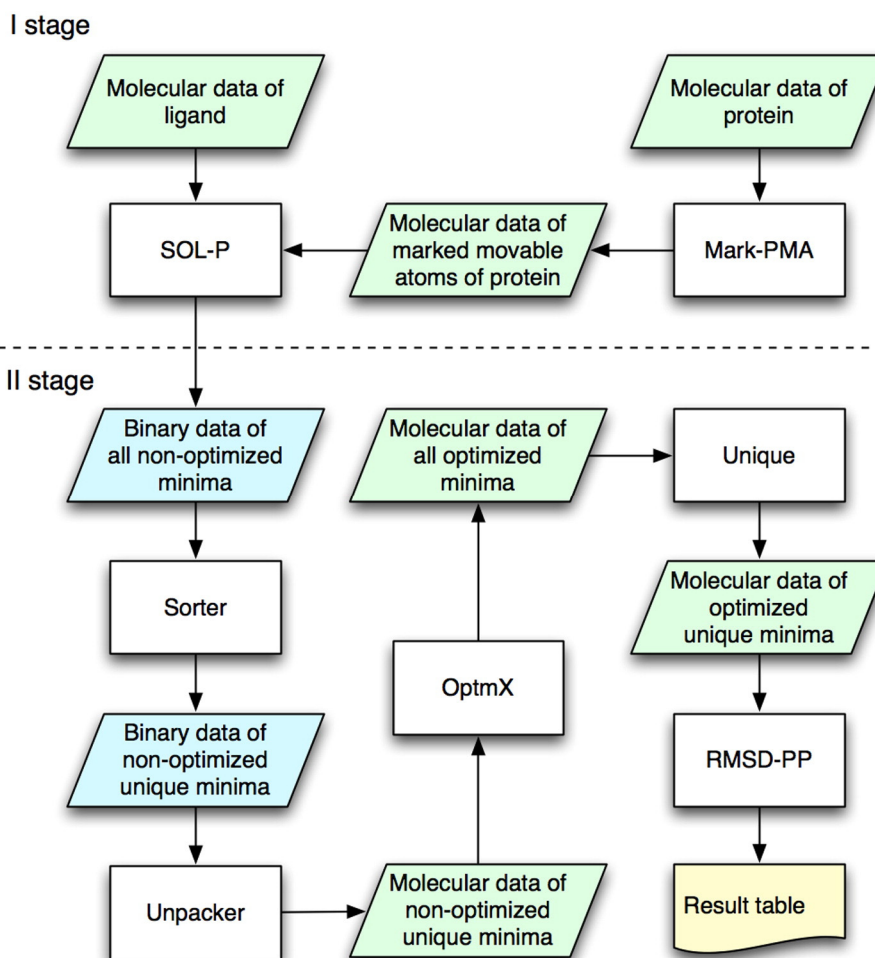 I stage
Molecular data of
ligand
Molecular data of
protein
SOL-P
Molecular data of
marked movable
atoms of protein
Mark-PMA
II stage
Binary data of
all non-optimized
minima
Molecular data of
all optimized
minima
Unique
Sorter
Molecular data of
optimized
unique minima
OptmX
Binary data of
non-optimized
unique minima
RMSD-PP
Unpacker
Molecular data of
non-optimized
unique minima
Result table